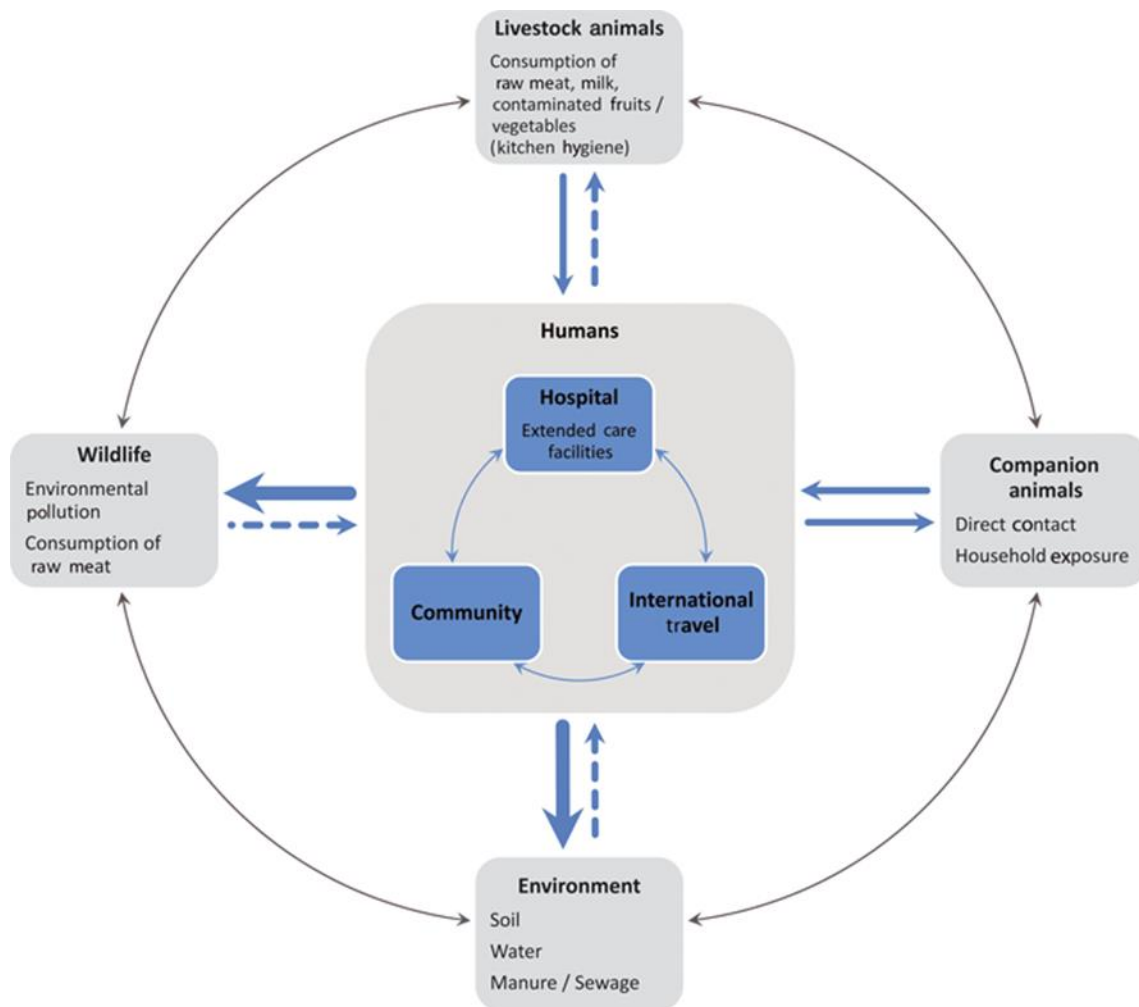 Livestock animals
Consumption of
raw meat, milk,
contaminated fruits /
vegetables
(kitchen hygiene)
Humans
Hospital
Extended care
facilities
Wildlife
Environmental
pollution
Consumption of
raw meat
Companion
animals
Direct contact
Household exposure
Community
International
travel
Environment
Soil
Water
Manure / Sewage